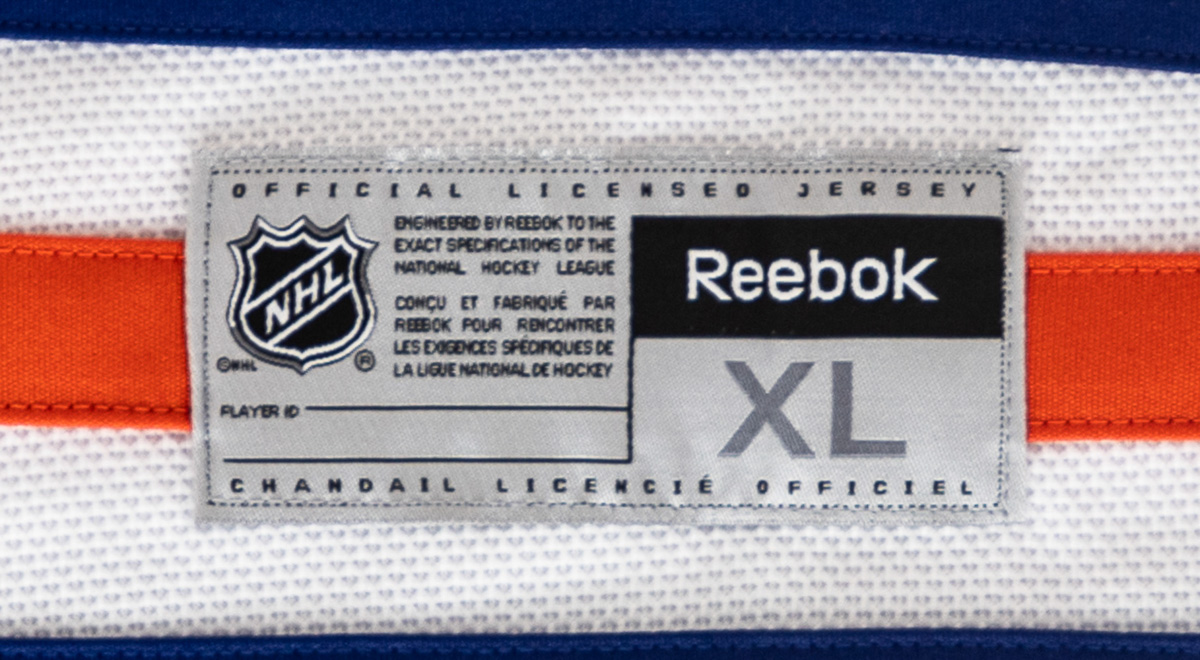 OFFICIAL LICENSED JERSEY
NHL
©NHL
®
ENGINEERED BY REEBOK TO THE
EXACT SPECIFICATIONS OF THE
NATIONAL HOCKEY LEAGUE
CONÇU ET FABRIQUÉ PAR
REEBOK POUR RENCONTRER
LES EXIGENCES SPÉCIFIQUES DE
LA LIGUE NATIONAL DE HOCKEY
PLAYER ID
Reebok
XL
CHANDAIL LICENCIÉ OFFICIEL